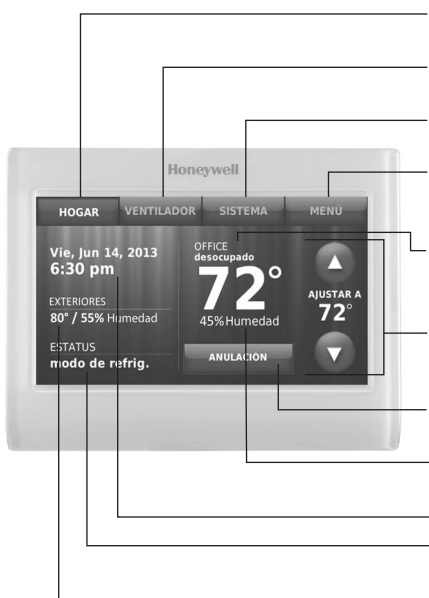 Honeywell
HOGAR
VENTILADOR
SISTEMA
MENÚ
Vie, Jun 14, 2013
6:30 pm
EXTERIORES
80° / 55% Humedad
ESTATUS
modo de refrig.
OFFICE
desocupado
72°
45% Humedad
ANULACIÓN
AJUSTAR A
72°